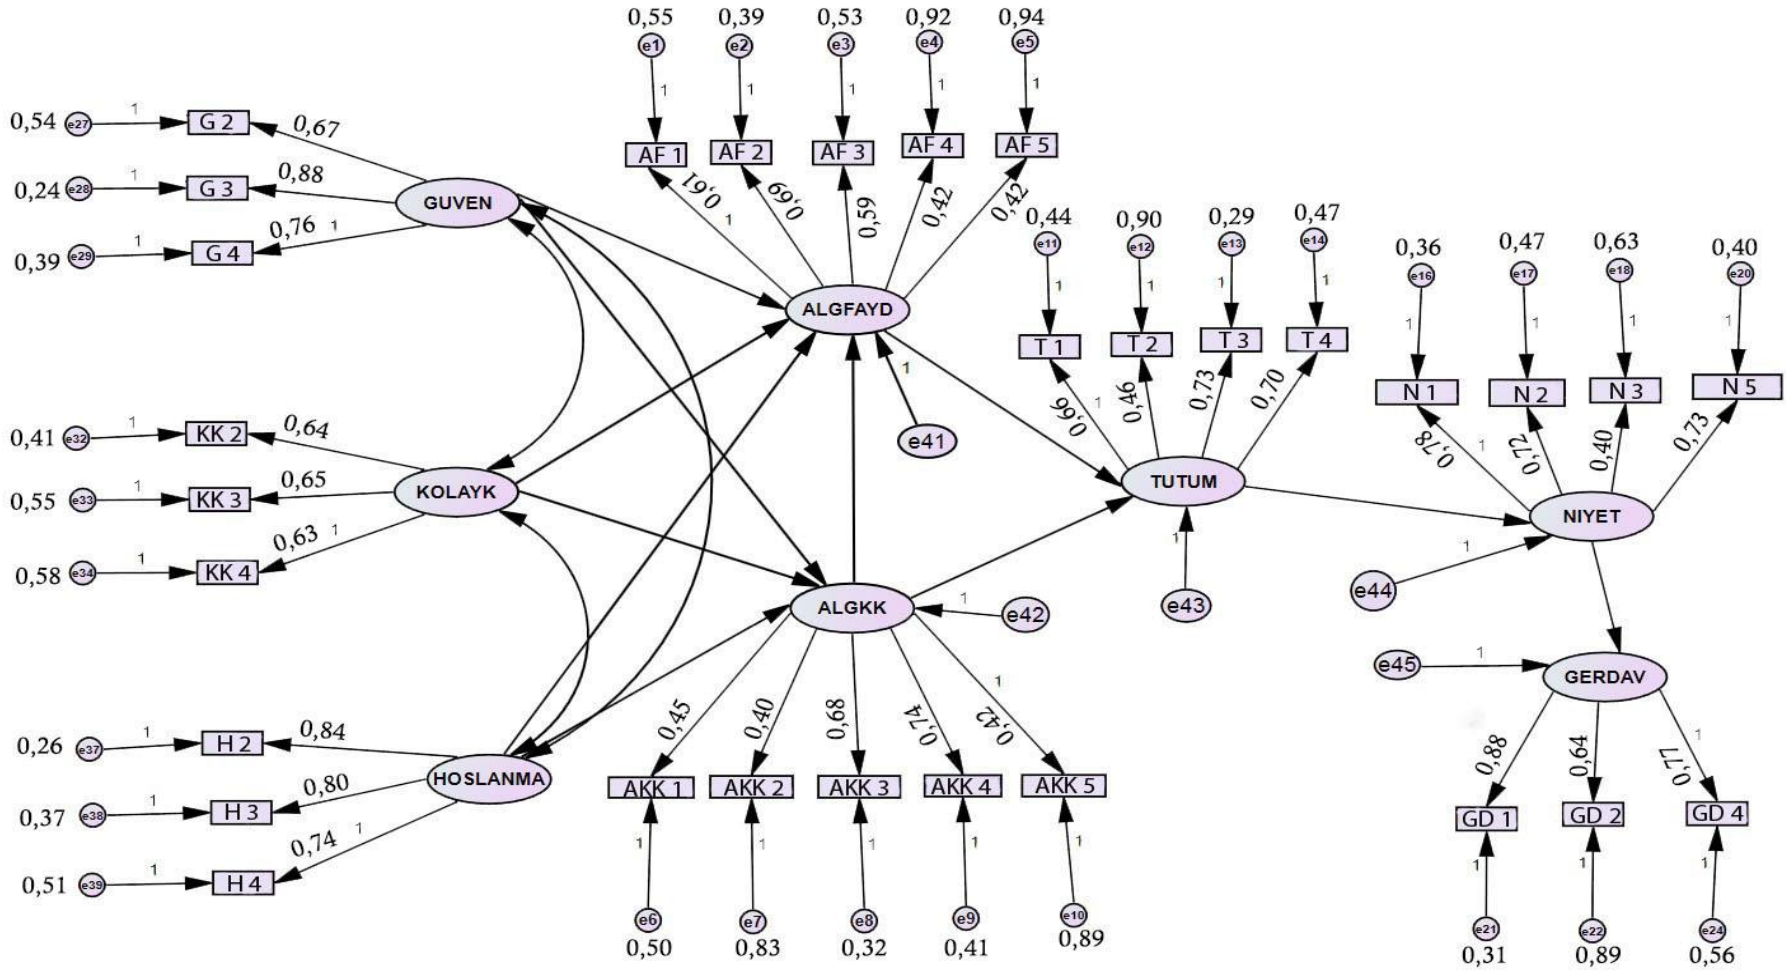 0,55 0,39 0,53 0,92 0,94
e1 e2 e3 e4 e5
1 1 1 1 1
AF 1 AF 2 AF 3 AF 4 AF 5
0,61 0,69 0,59 0,42 0,42
1
ALGFAYD
1
e41
0,54 e27 1 G 2 0,67
0,24 e28 1 G 3 0,88
0,39 e29 1 G 4 0,76 1
GUVEN
0,41 e32 1 KK 2 0,64
0,55 e33 1 KK 3 0,65
0,58 e34 1 KK 4 0,63 1
KOLAYK
0,26 e37 1 H 2 0,84
0,37 e38 1 H 3 0,80
0,51 e39 1 H 4 0,74 1
HOSLANMA
ALGKK
1
e42
0,45 0,40 0,68 0,74 0,42
1
AKK 1 AKK 2 AKK 3 AKK 4 AKK 5
1 1 1 1 1
e6 e7 e8 e9 e10
0,50 0,83 0,32 0,41 0,89
0,44 0,90 0,29 0,47
e11 e12 e13 e14
1 1 1 1
T 1 T 2 T 3 T 4
0,66 0,46 0,73 0,70
1
TUTUM
1
e43
0,36 0,47 0,63 0,40
e16 e17 e18 e20
1 1 1 1
N 1 N 2 N 3 N 5
0,78 0,72 0,40 0,73
1
NIYET
1
e44
e45 1
GERDAV
0,88 0,64 0,77
1
GD 1 GD 2 GD 4
1 1 1
e21 e22 e24
0,31 0,89 0,56